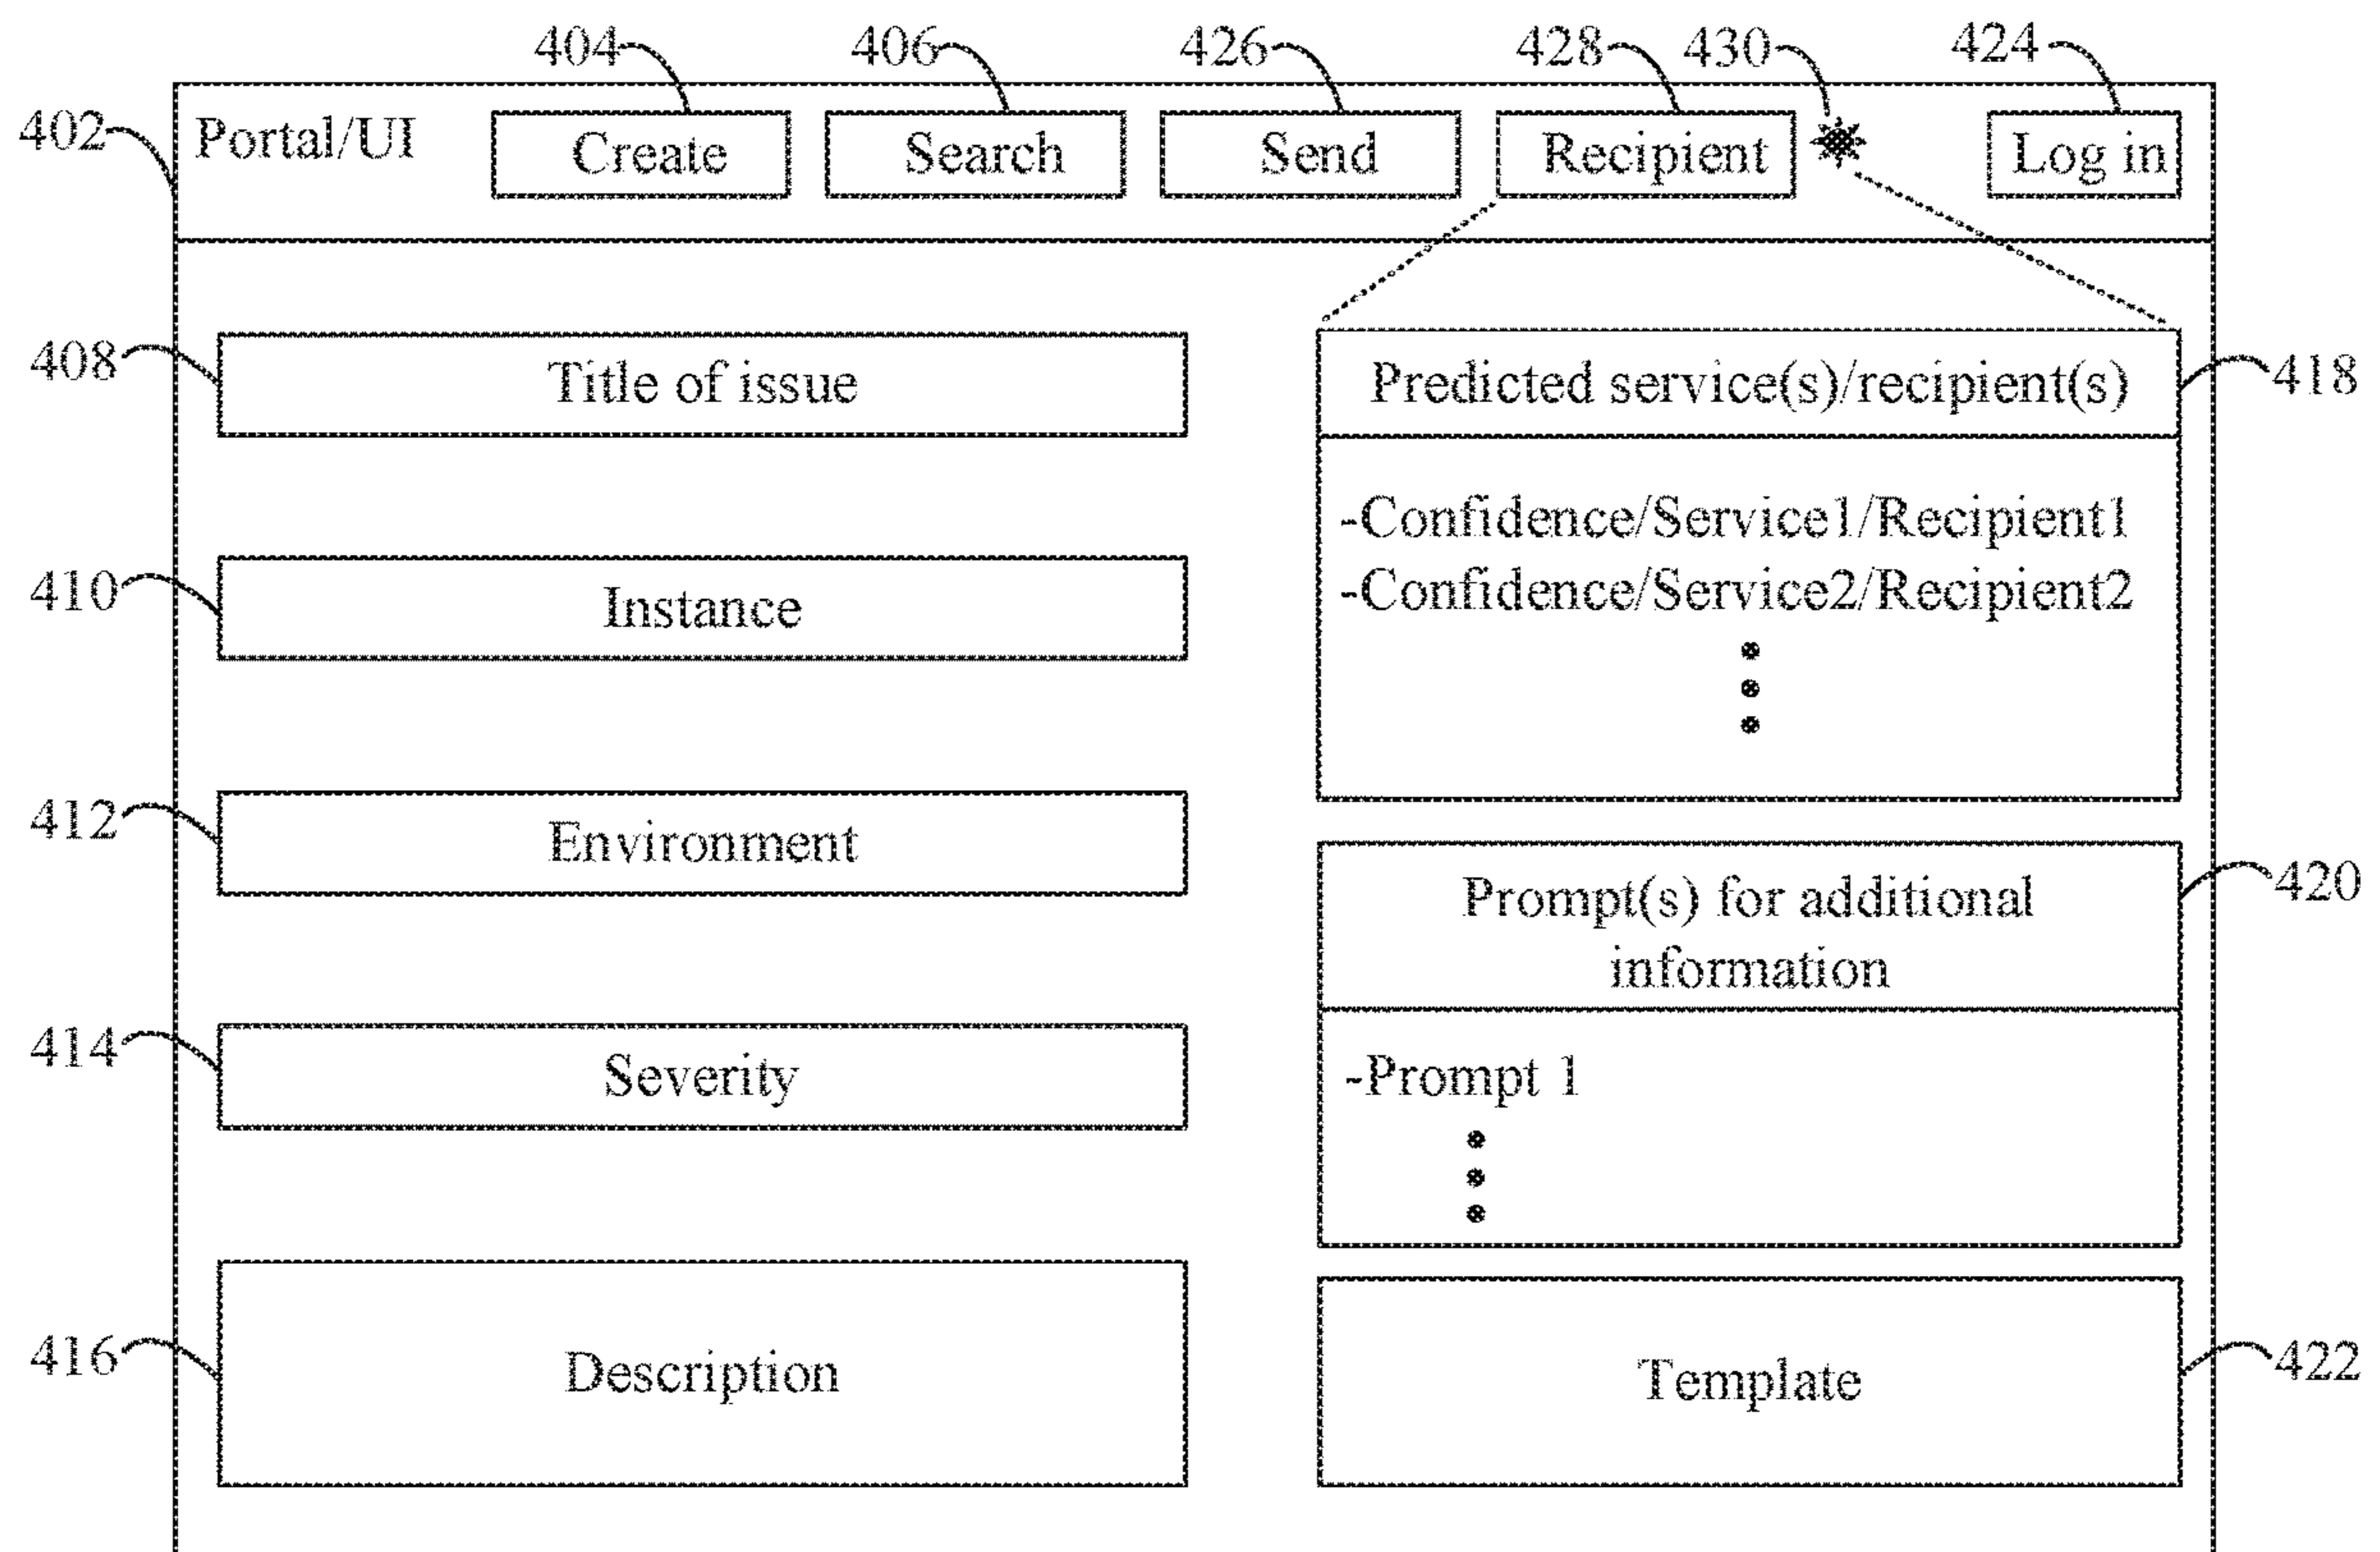 404 406 426 428 430 424
402 Portal/UI Create Search Send Recipient Log in
408 Title of issue
410 Instance
412 Environment
414 Severity
416 Description
Predicted service(s)/recipient(s) 418
-Confidence/Service1/Recipient1
-Confidence/Service2/Recipient2
Prompt(s) for additional 420
information
-Prompt 1
Template 422